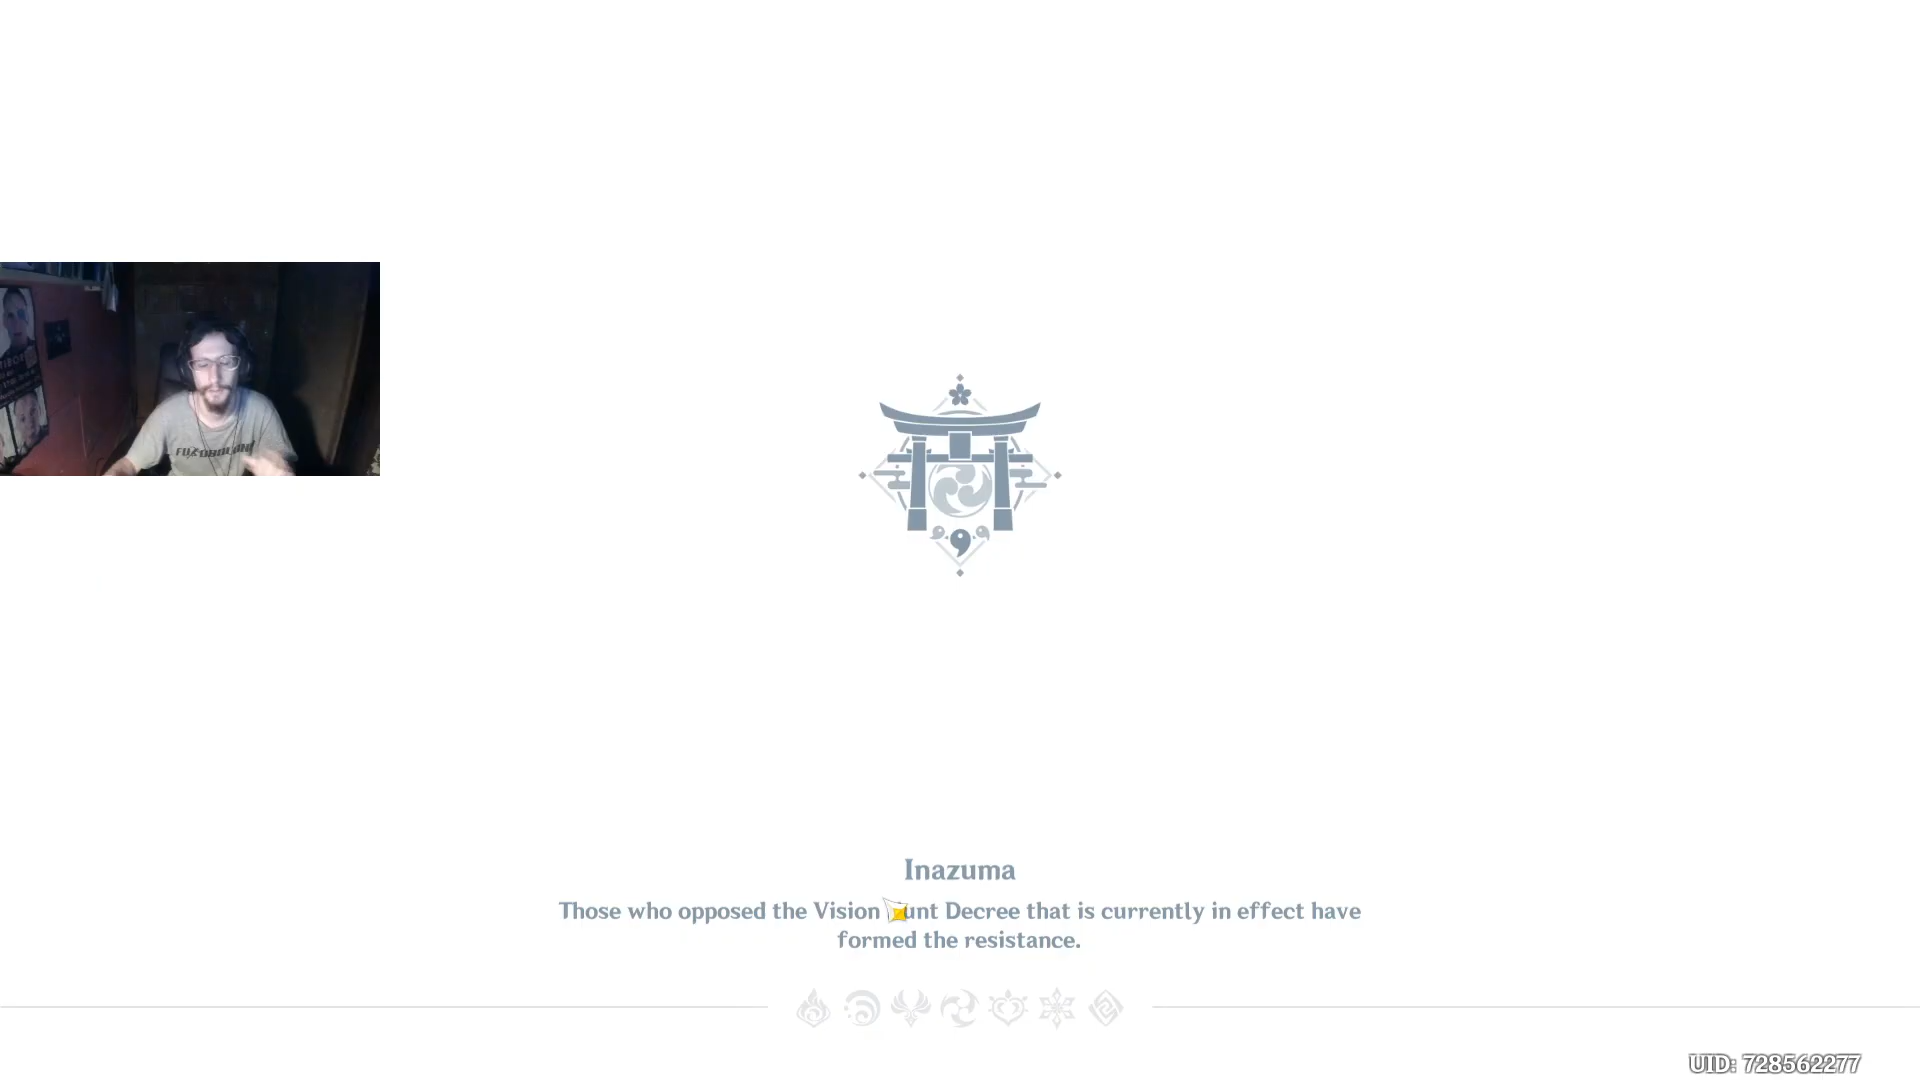 Inazuma
Those who opposed the Vision unt Decree that is currently in effect have
formed the resistance.
UID: 728562277